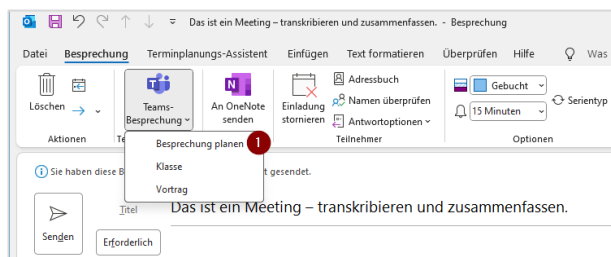 Das ist ein Meeting – transkribieren und zusammenfassen. - Besprechung
Datei Besprechung Terminplanungs-Assistent Einfügen Text formatieren Überprüfen Hilfe Was
Löschen
Teams-
Besprechung
An OneNote
senden
Einladung
stornieren
Adressbuch
Namen überprüfen
Antwortoptionen
Gebucht
15 Minuten
Serientyp
Aktionen
Teilnehmer
Optionen
Besprechung planen 1
Klasse
Vortrag
Sie haben diese
gesendet.
Senden
Titel
Das ist ein Meeting – transkribieren und zusammenfassen.
Erforderlich